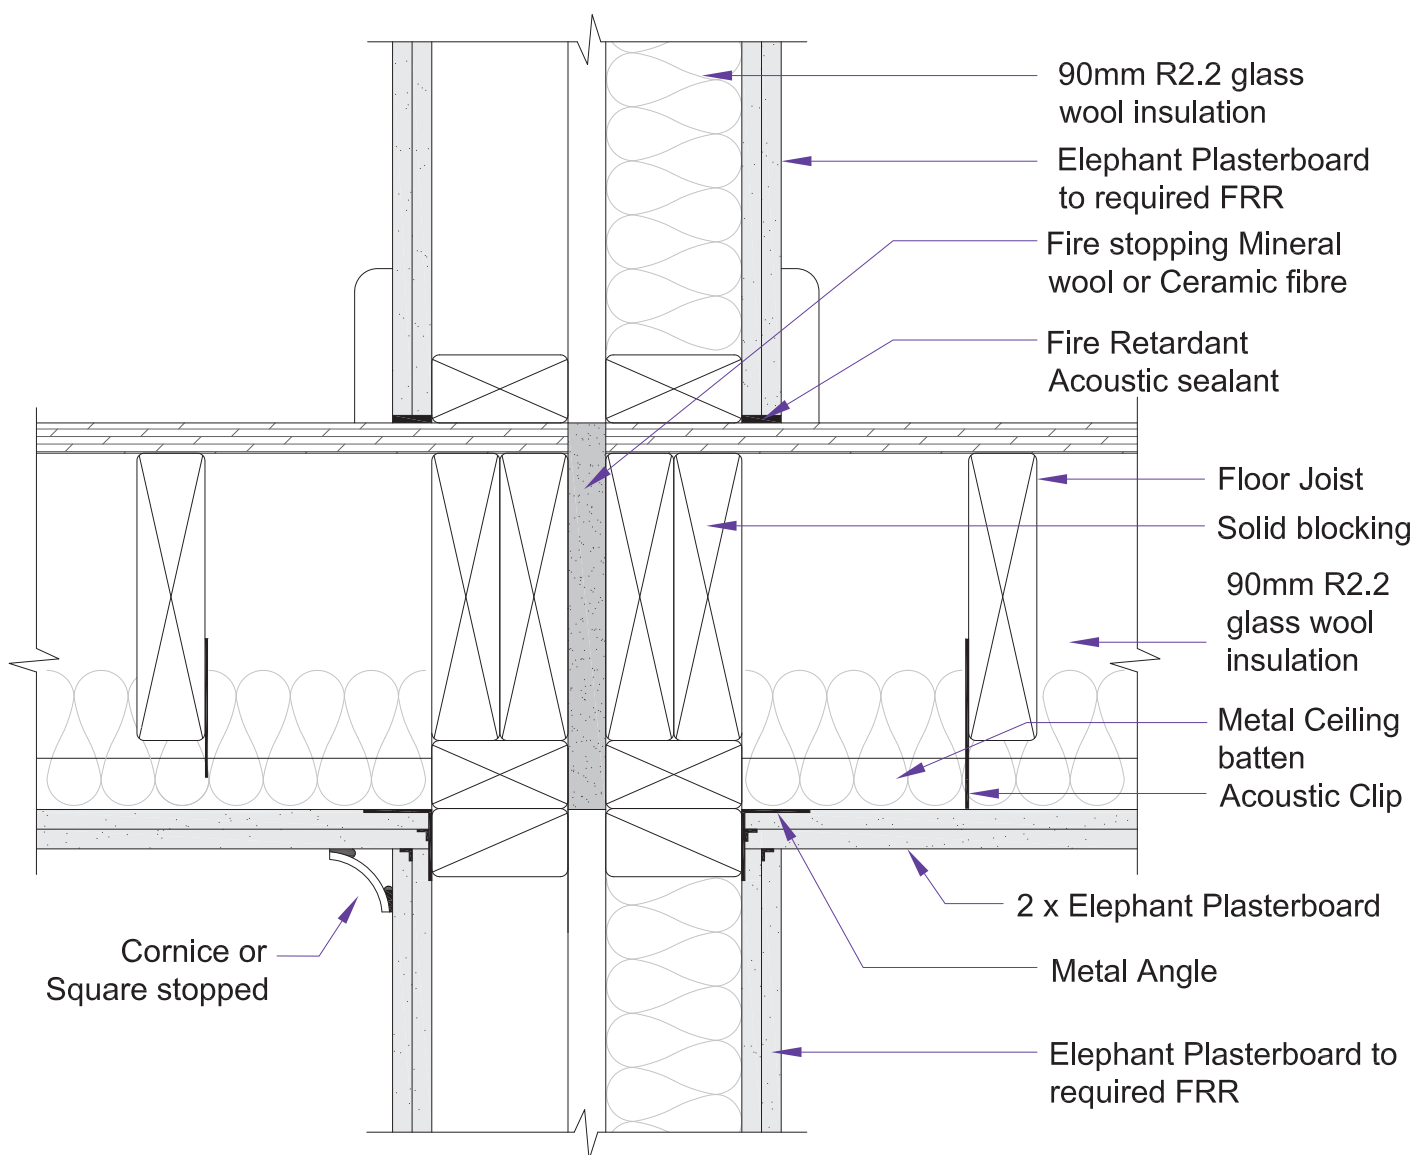 90mm R2.2 glass
wool insulation
Elephant Plasterboard
to required FRR
Fire stopping Mineral
wool or Ceramic fibre
Fire Retardant
Acoustic sealant
Floor Joist
Solid blocking
90mm R2.2
glass wool
insulation
Metal Ceiling
batten
Acoustic Clip
2 x Elephant Plasterboard
Cornice or
Square stopped
Metal Angle
Elephant Plasterboard to
required FRR